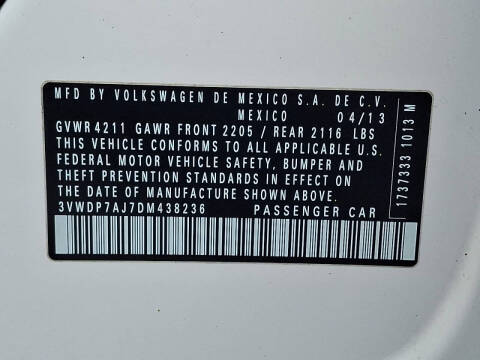 MFD BY VOLKSWAGEN DE MEXICO S.A. DE C.V.
MEXICO 04/13
GVWR 4211 GAWR FRONT 2205 / REAR 2116 LBS
THIS VEHICLE CONFORMS TO ALL APPLICABLE U.S.
FEDERAL MOTOR VEHICLE SAFETY, BUMPER AND
THEFT PREVENTION STANDARDS IN EFFECT ON
THE DATE OF MANUFACTURE SHOWN ABOVE.
3VWDP7AJ7DM438236 PASSENGER CAR
1737333 1013 M